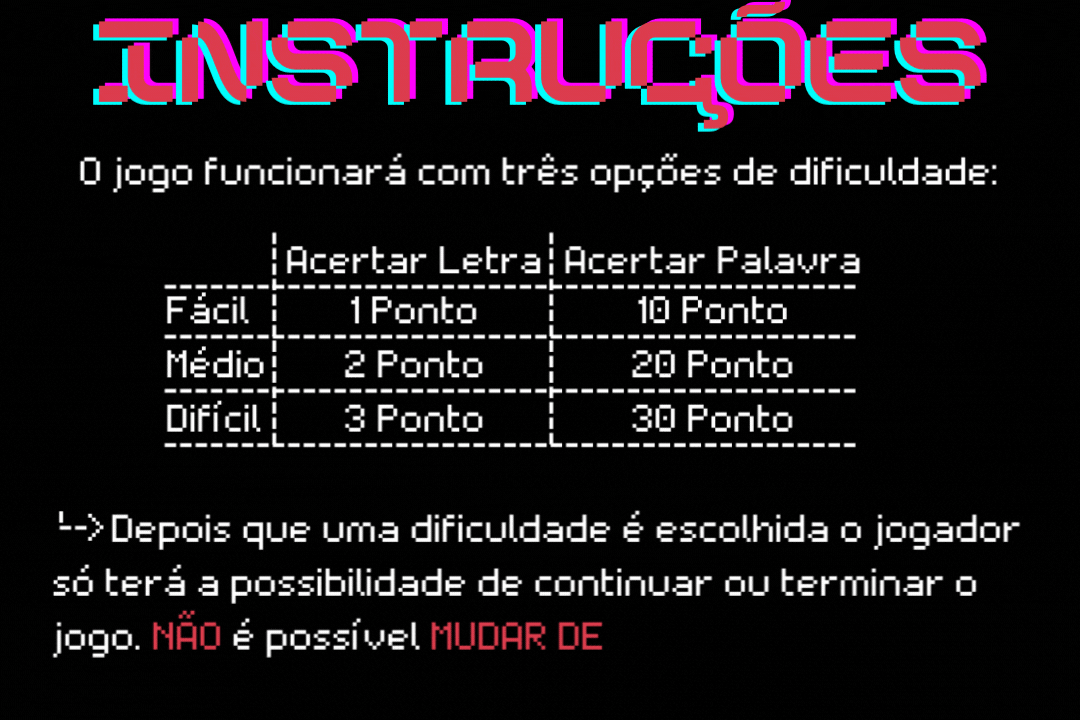 INSTRUÇÕES
O jogo funcionará com três opções de dificuldade:
Acertar Letra Acertar Palavra
Fácil 1 Ponto 10 Ponto
Médio 2 Ponto 20 Ponto
Difícil 3 Ponto 30 Ponto
└-> Depois que uma dificuldade é escolhida o jogador
só terá a possibilidade de continuar ou terminar o
jogo. NÃO é possível MUDAR DE